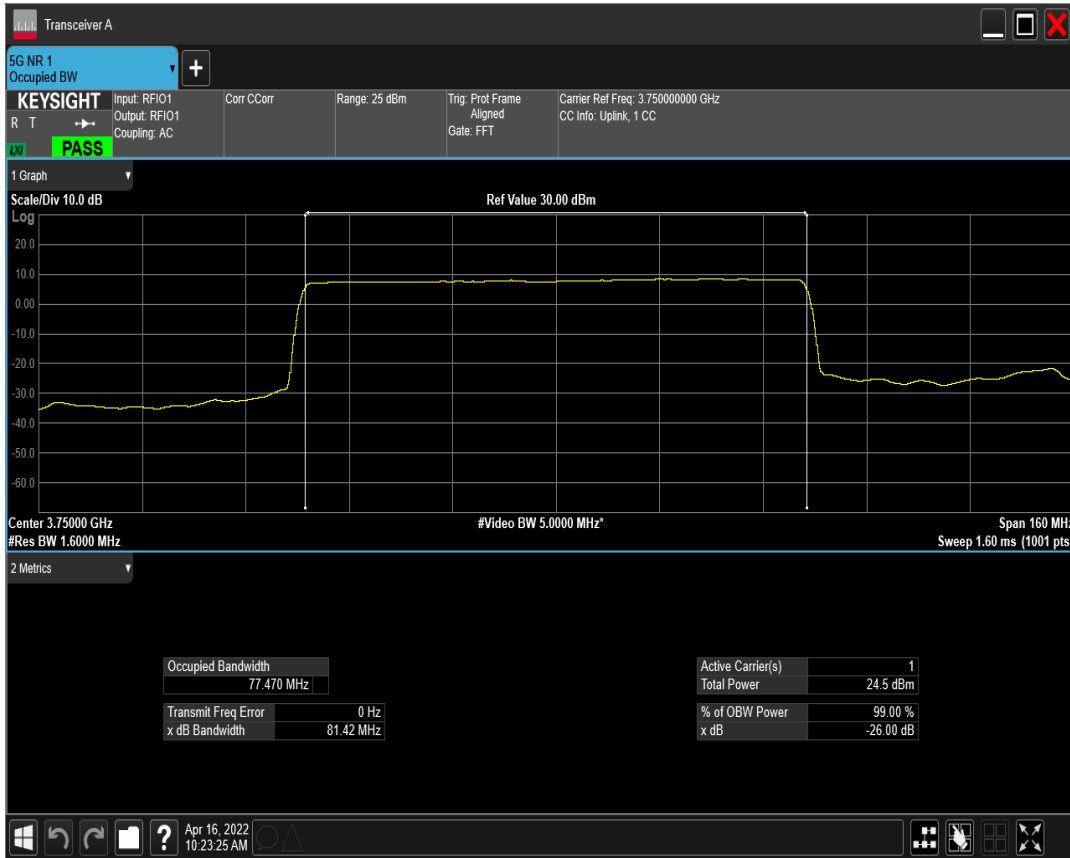 Transceiver A
5G NR 1
Occupied BW
+
KEYSIGHT
R T
LXI
PASS
Input: RFIO1
Output: RFIO1
Coupling: AC
Corr CCorr
Range: 25 dBm
Trig: Prot Frame
Aligned
Gate: FFT
Carrier Ref Freq: 3.750000000 GHz
CC Info: Uplink, 1 CC
1 Graph
Scale/Div 10.0 dB
Ref Value 30.00 dBm
Log
20.0
10.0
0.00
-10.0
-20.0
-30.0
-40.0
-50.0
-60.0
Center 3.75000 GHz
#Video BW 5.0000 MHz*
Span 160 MHz
#Res BW 1.6000 MHz
Sweep 1.60 ms (1001 pts
2 Metrics
Occupied Bandwidth
77.470 MHz
Transmit Freq Error 0 Hz
x dB Bandwidth 81.42 MHz
Active Carrier(s) 1
Total Power 24.5 dBm
% of OBW Power 99.00 %
x dB -26.00 dB
?
Apr 16, 2022
10:23:25 AM